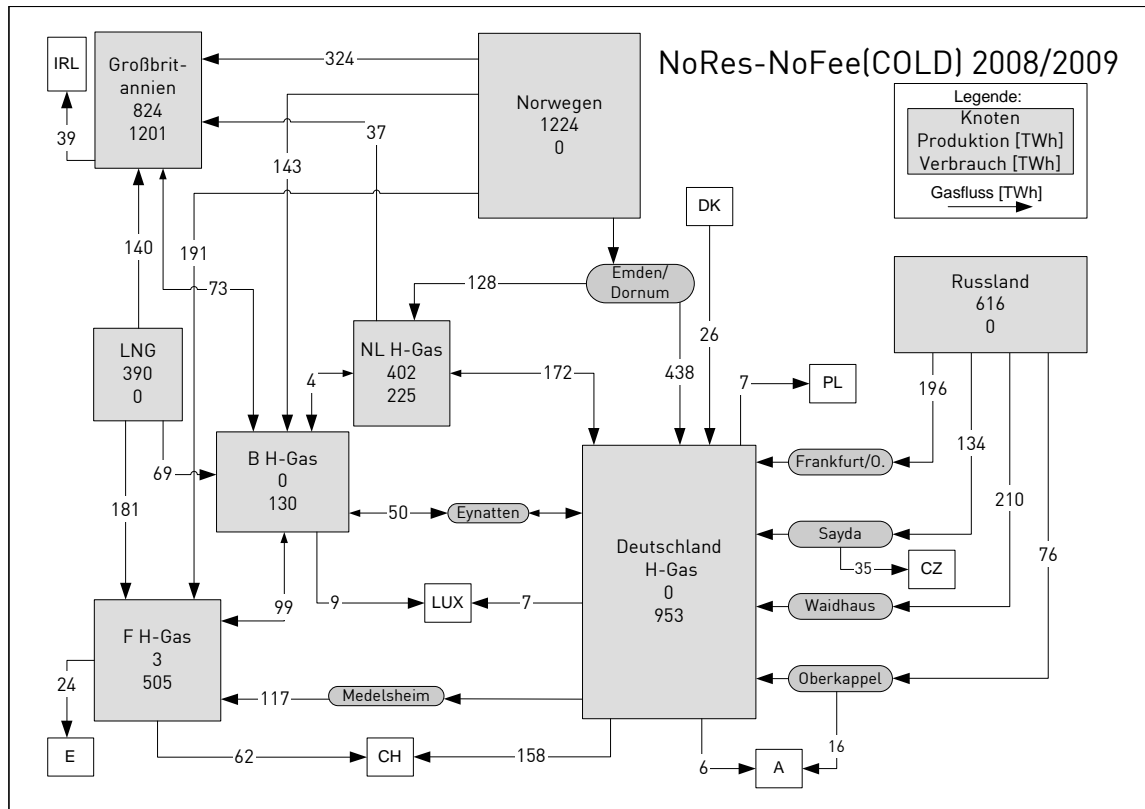 NoRes-NoFee(COLD) 2008/2009
Legende:
Knoten
Produktion [TWh]
Verbrauch [TWh]
Gasfluss [TWh]
IRL
39
Großbrit-
annien
824
1201
324
37
143
Norwegen
1224
0
DK
26
Emden/
Dornum
128
438
Russland
616
0
196
134
210
76
140
191
73
LNG
390
0
NL H-Gas
402
225
4
172
7
PL
69
181
B H-Gas
0
130
50
Eynatten
Deutschland
H-Gas
0
953
Frankfurt/O.
Sayda
35
CZ
Waidhaus
Oberkappel
16
99
9
LUX
7
F H-Gas
3
505
24
E
117
Medelsheim
62
CH
158
6
A